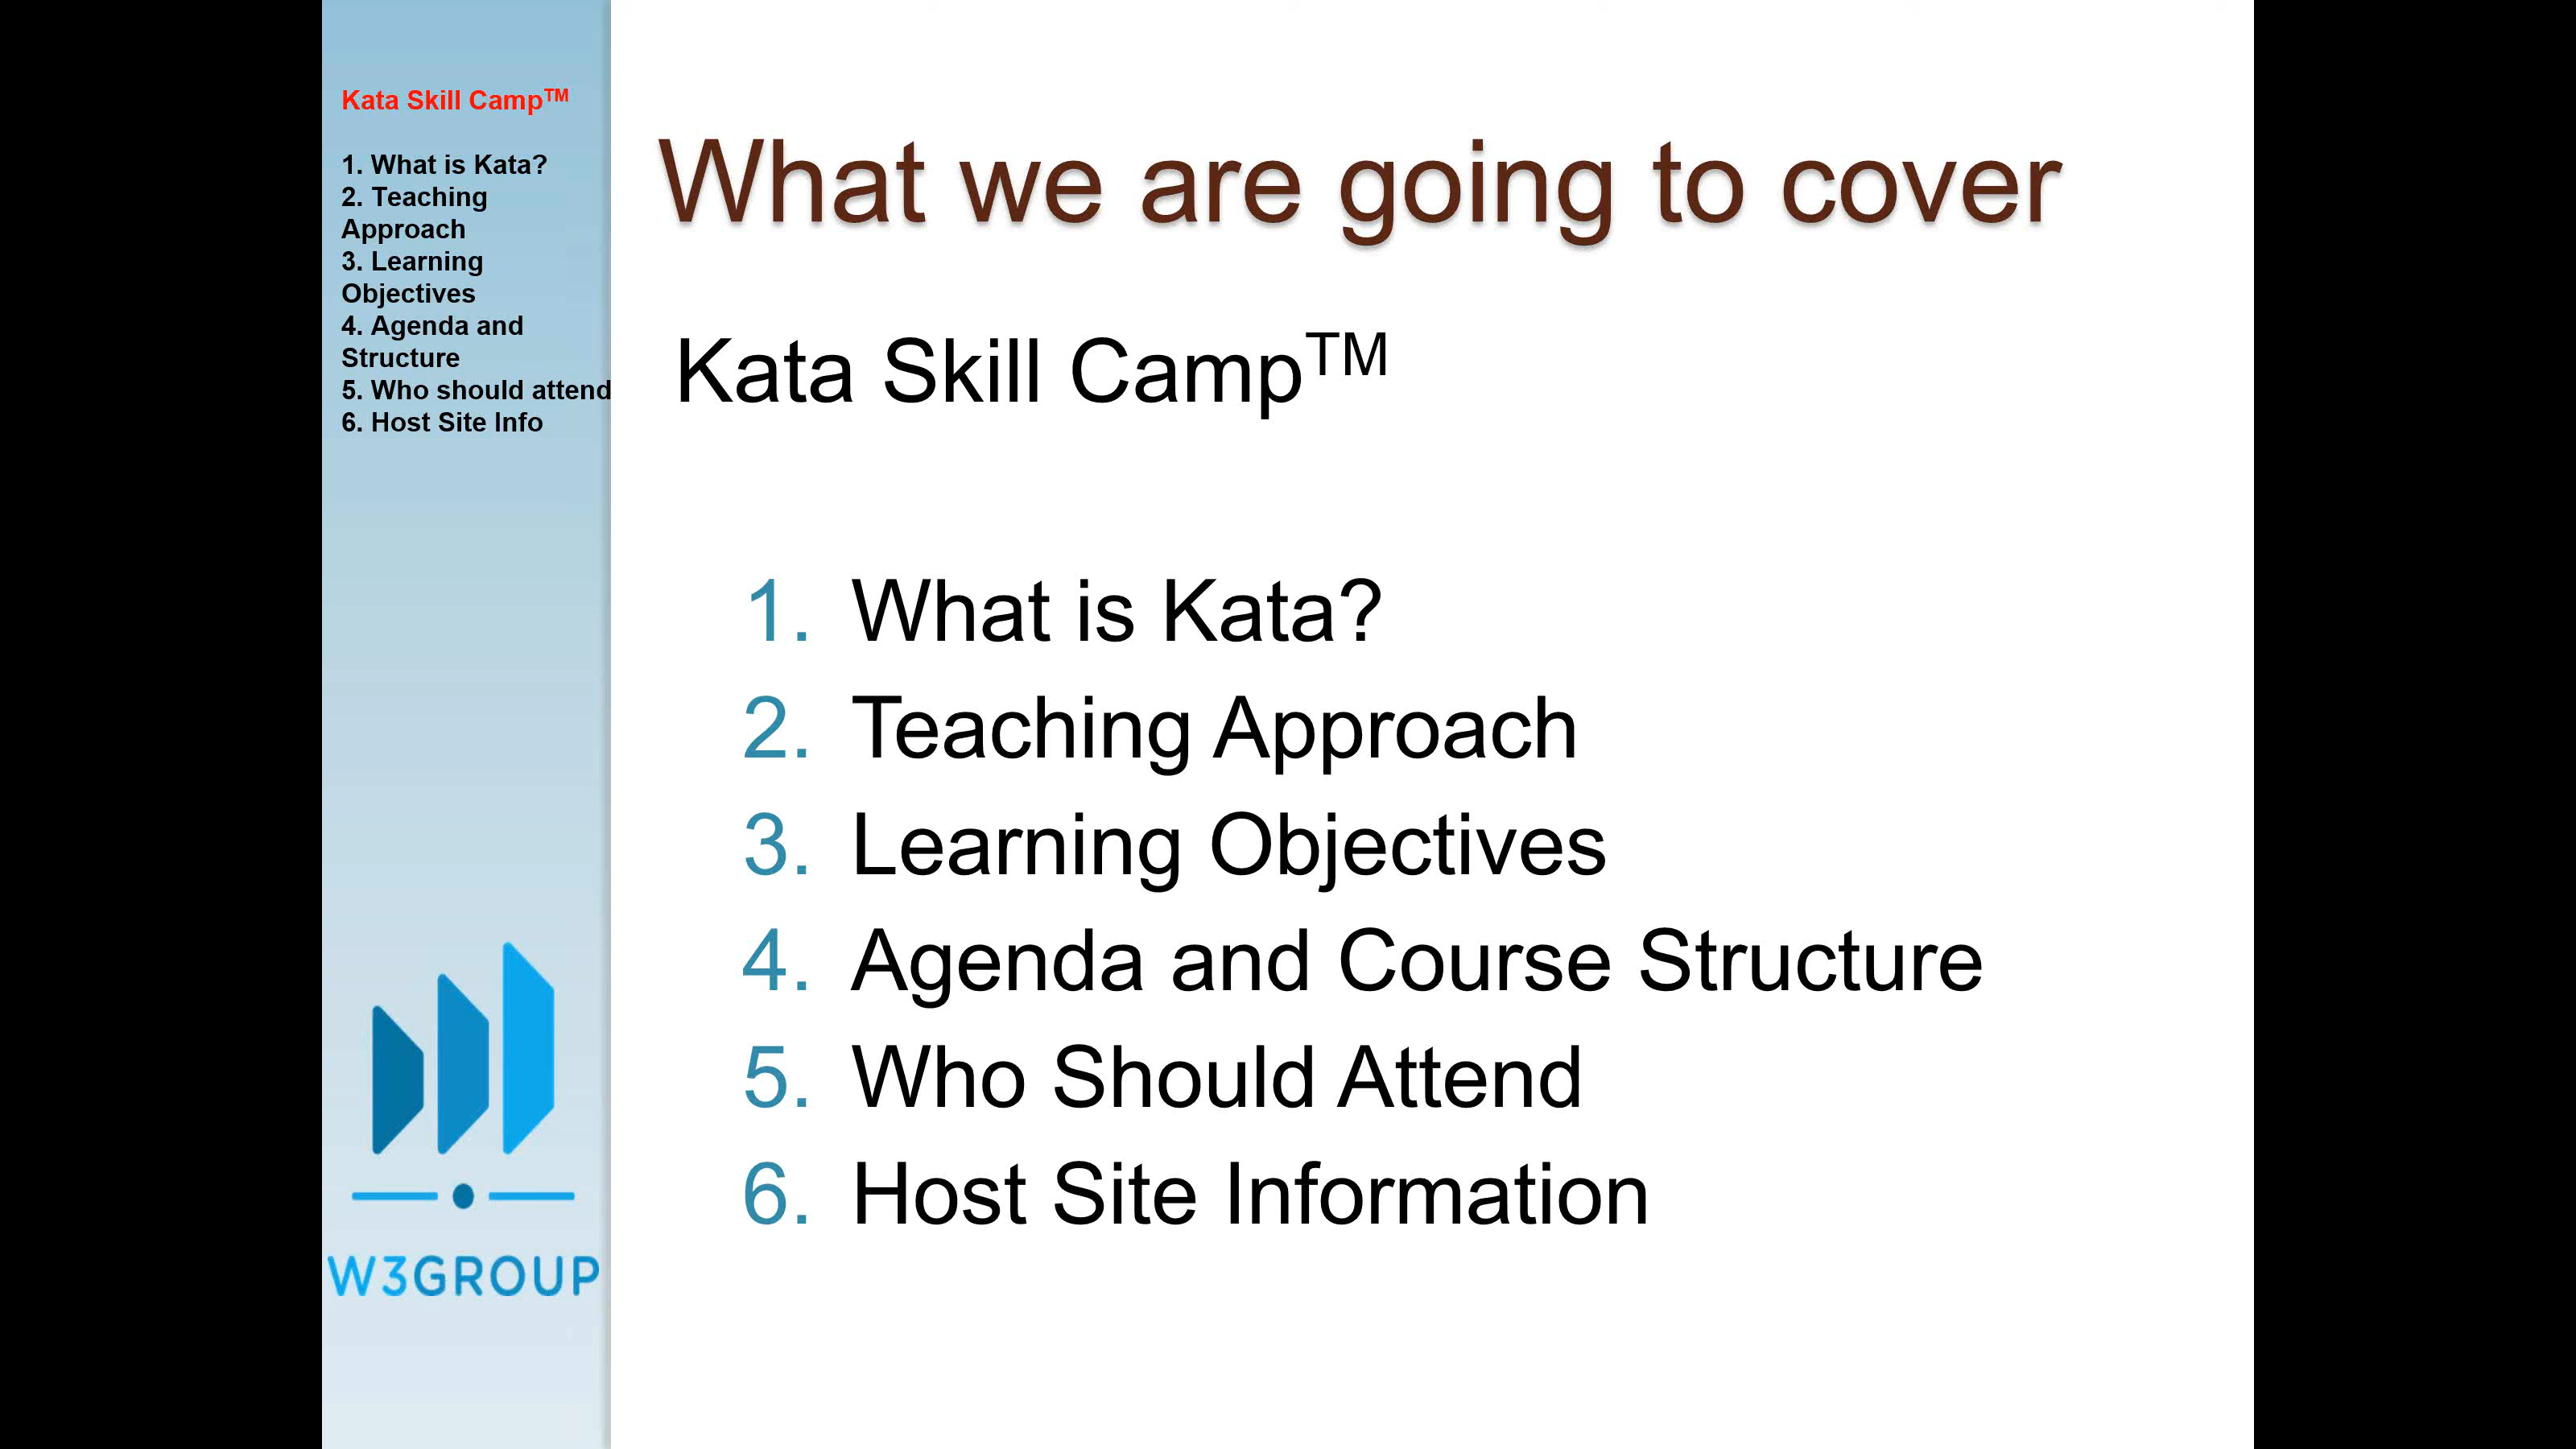 Kata Skill Camp™
1. What is Kata?
2. Teaching
Approach
3. Learning
Objectives
4. Agenda and
Structure
5. Who should attend
6. Host Site Info
W3GROUP
What we are going to cover
Kata Skill Camp™
1. What is Kata?
2. Teaching Approach
3. Learning Objectives
4. Agenda and Course Structure
5. Who Should Attend
6. Host Site Information